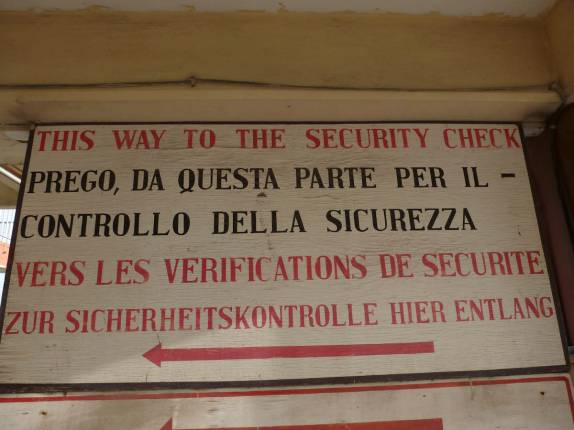 THIS WAY TO THE SECURITY CHECK
PREGO, DA QUESTA PARTE PER IL -
CONTROLLO DELLA SICUREZZA
VERS LES VERIFICATIONS DE SECURITE
ZUR SICHERHEITSKONTROLLE HIER ENTLANG